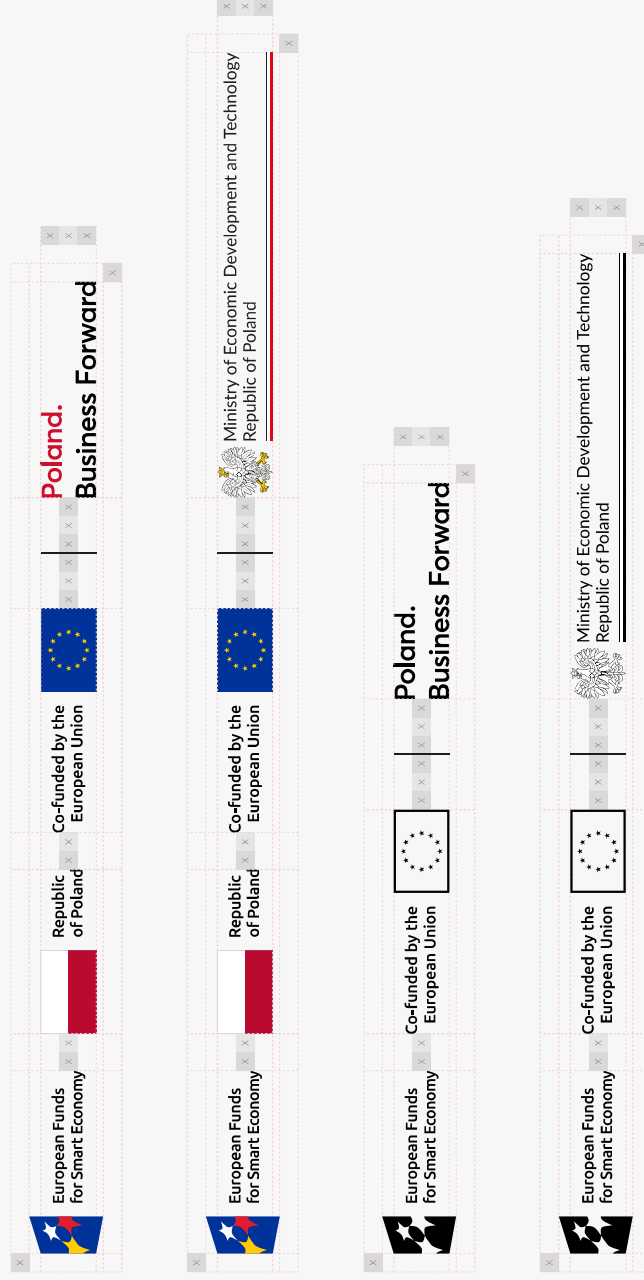 x
European Funds
for Smart Economy
x x
Republic
of Poland
x x
Co-funded by the
European Union
x x x x x x
Poland.
Business Forward
x
x x x
x
European Funds
for Smart Economy
x x
Republic
of Poland
x x
Co-funded by the
European Union
x x x x x x
Ministry of Economic Development and Technology
Republic of Poland
x
x x x
x
European Funds
for Smart Economy
x x
Co-funded by the
European Union
x x x x x x
Poland.
Business Forward
x
x x x
x
European Funds
for Smart Economy
x x
Co-funded by the
European Union
x x x x x x
Ministry of Economic Development and Technology
Republic of Poland
x
x x x